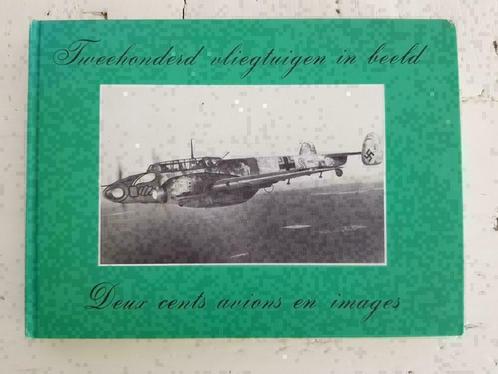 Tweehonderd vliegtuigen in beeld
Deux cents avions en images